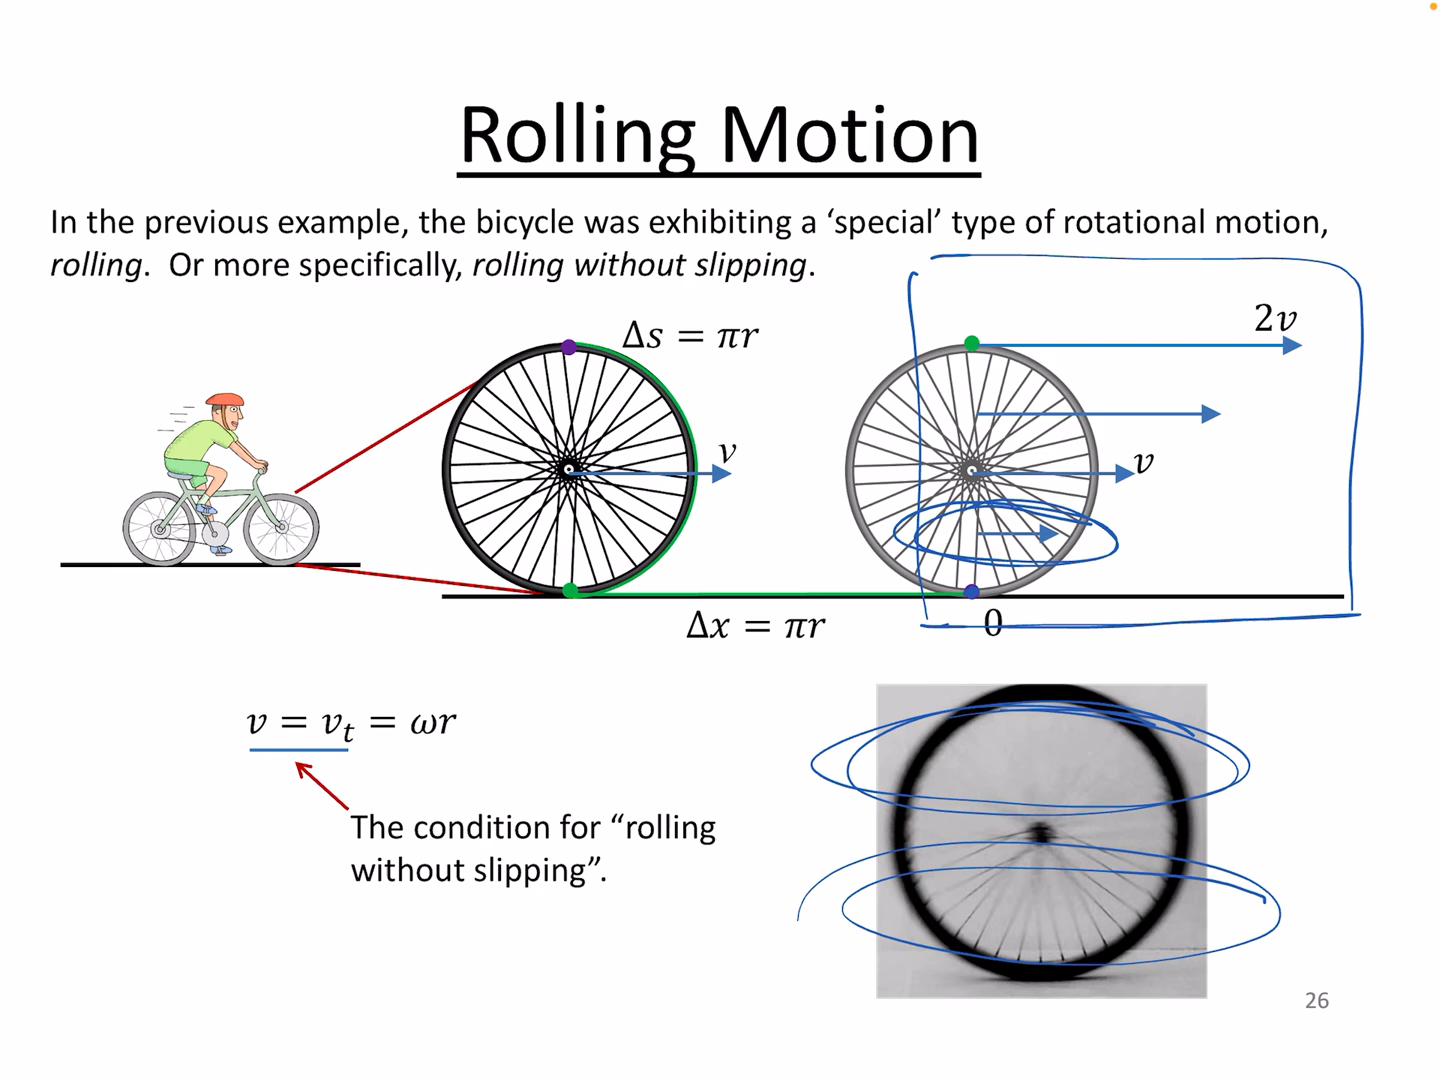 Rolling Motion
In the previous example, the bicycle was exhibiting a ‘special’ type of rotational motion,
rolling. Or more specifically, rolling without slipping.
Δs = πr
2v
v
v
Δx = πr
0
v = vₜ = ωr
The condition for “rolling
without slipping”.
26